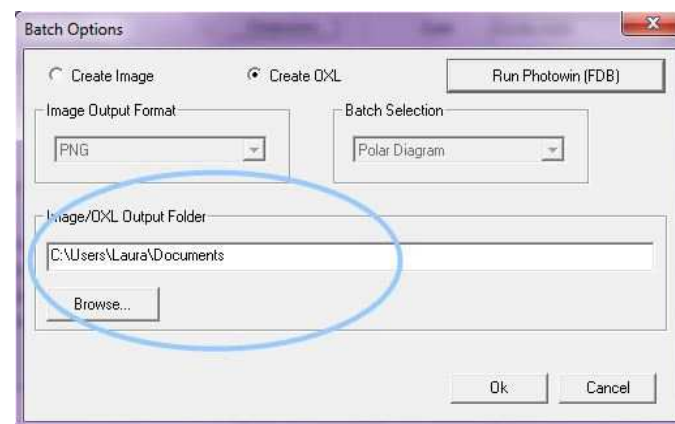 Batch Options
Create Image
Create OXL
Run Photowin (FDB)
Image Output Format
Batch Selection
PNG
Polar Diagram
Image/OXL Output Folder
C:\Users\Laura\Documents
Browse...
Ok
Cancel